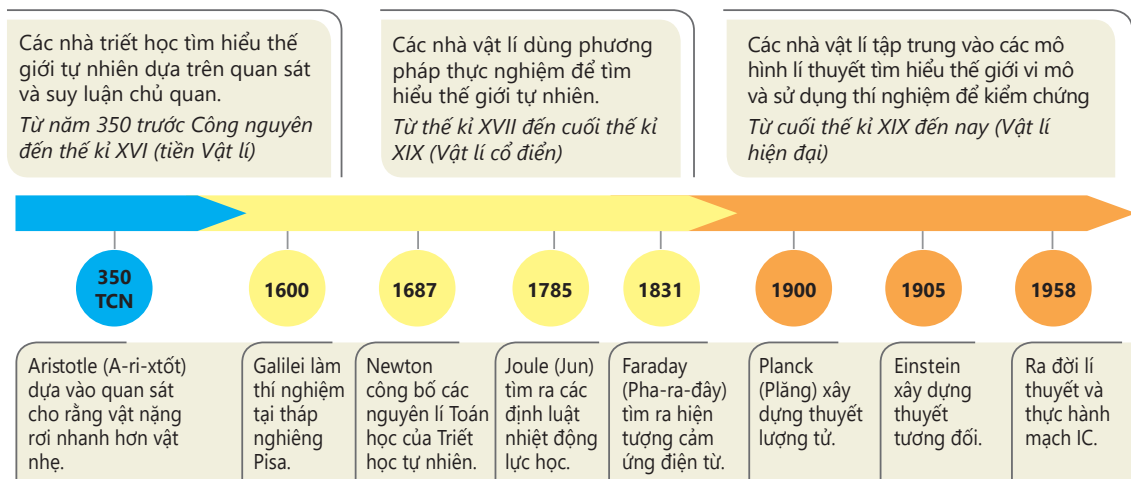 Các nhà triết học tìm hiểu thế
giới tự nhiên dựa trên quan sát
và suy luận chủ quan.
Từ năm 350 trước Công nguyên
đến thế kỉ XVI (tiền Vật lí)
Các nhà vật lí dùng phương
pháp thực nghiệm để tìm
hiểu thế giới tự nhiên.
Từ thế kỉ XVII đến cuối thế kỉ
XIX (Vật lí cổ điển)
Các nhà vật lí tập trung vào các mô
hình lí thuyết tìm hiểu thế giới vi mô
và sử dụng thí nghiệm để kiểm chứng
Từ cuối thế kỉ XIX đến nay (Vật lí
hiện đại)
350
TCN
1600
1687
1785
1831
1900
1905
1958
Aristotle (A-ri-xtốt)
dựa vào quan sát
cho rằng vật nặng
rơi nhanh hơn vật
nhẹ.
Galilei làm
thí nghiệm
tại tháp
nghiêng
Pisa.
Newton
công bố các
nguyên lí Toán
học của Triết
học tự nhiên.
Joule (Jun)
tìm ra các
định luật
nhiệt động
lực học.
Faraday
(Pha-ra-đây)
tìm ra hiện
tượng cảm
ứng điện từ.
Planck
(Plăng) xây
dựng thuyết
lượng tử.
Einstein
xây dựng
thuyết
tương đối.
Ra đời lí
thuyết và
thực hành
mạch IC.